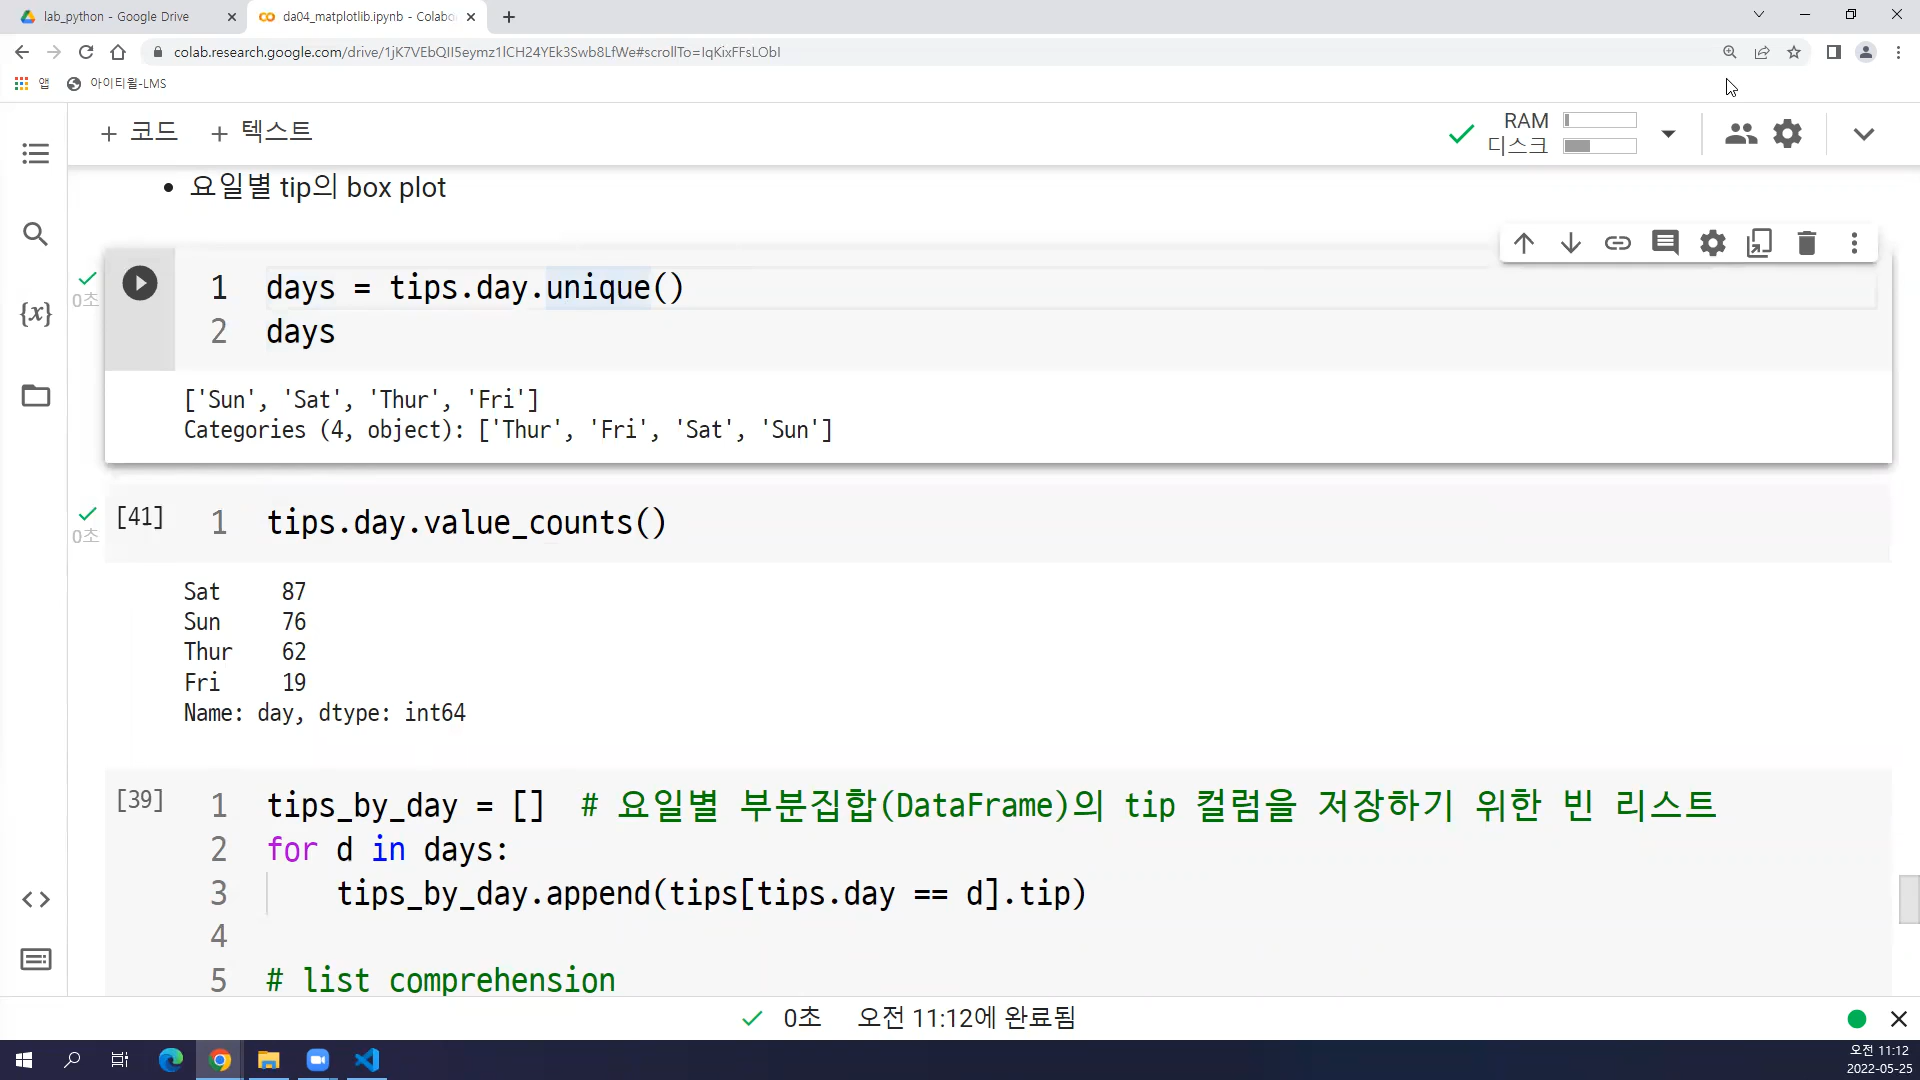 lab_python - Google Drive
da04_matplotlib.ipynb - Colabo
colab.research.google.com/drive/1jK7VEbQII5eymz1lCH24YEk3Swb8LfWe#scrollTo=IqKixFFsLObI
앱
아이티윌-LMS
+ 코드
+ 텍스트
RAM
디스크
• 요일별 tip의 box plot
{x}
0초
1 days = tips.day.unique()
2 days
['Sun', 'Sat', 'Thur', 'Fri']
Categories (4, object): ['Thur', 'Fri', 'Sat', 'Sun']
0초
[41] 1 tips.day.value_counts()
Sat 87
Sun 76
Thur 62
Fri 19
Name: day, dtype: int64
[39] 1 tips_by_day = [] # 요일별 부분집합(DataFrame)의 tip 컬럼을 저장하기 위한 빈 리스트
2 for d in days:
3 tips_by_day.append(tips[tips.day == d].tip)
4
5 # list comprehension
0초 오전 11:12에 완료됨
오전 11:12
2022-05-25